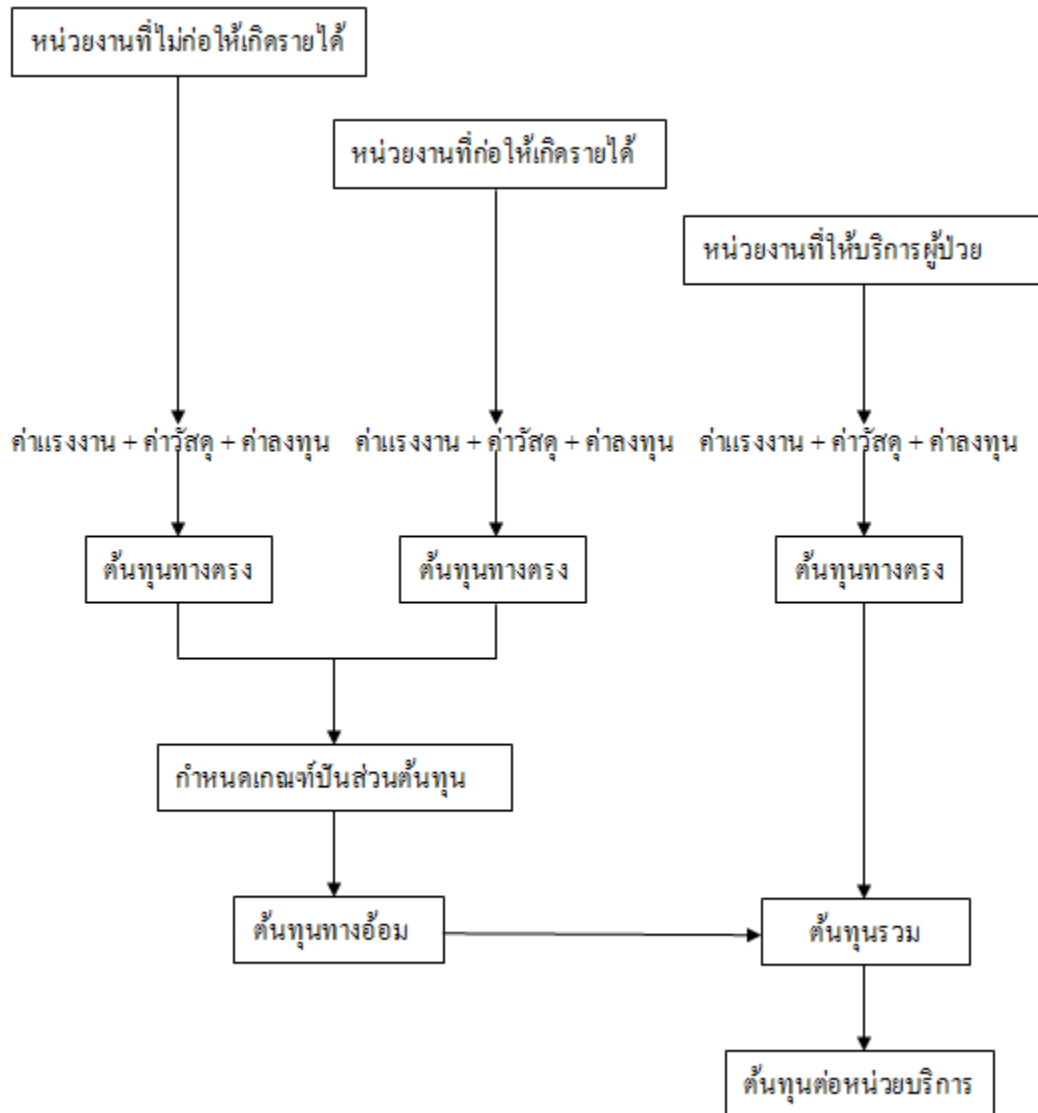 หน่วยงานที่ไม่ก่อให้เกิดรายได้
หน่วยงานที่ก่อให้เกิดรายได้
หน่วยงานที่ให้บริการผู้ป่วย
ค่าแรงงาน + ค่าวัสดุ + ค่าลงทุน
ค่าแรงงาน + ค่าวัสดุ + ค่าลงทุน
ค่าแรงงาน + ค่าวัสดุ + ค่าลงทุน
ต้นทุนทางตรง
ต้นทุนทางตรง
ต้นทุนทางตรง
กำหนดเกณฑ์ปันส่วนต้นทุน
ต้นทุนทางอ้อม
ต้นทุนรวม
ต้นทุนต่อหน่วยบริการ